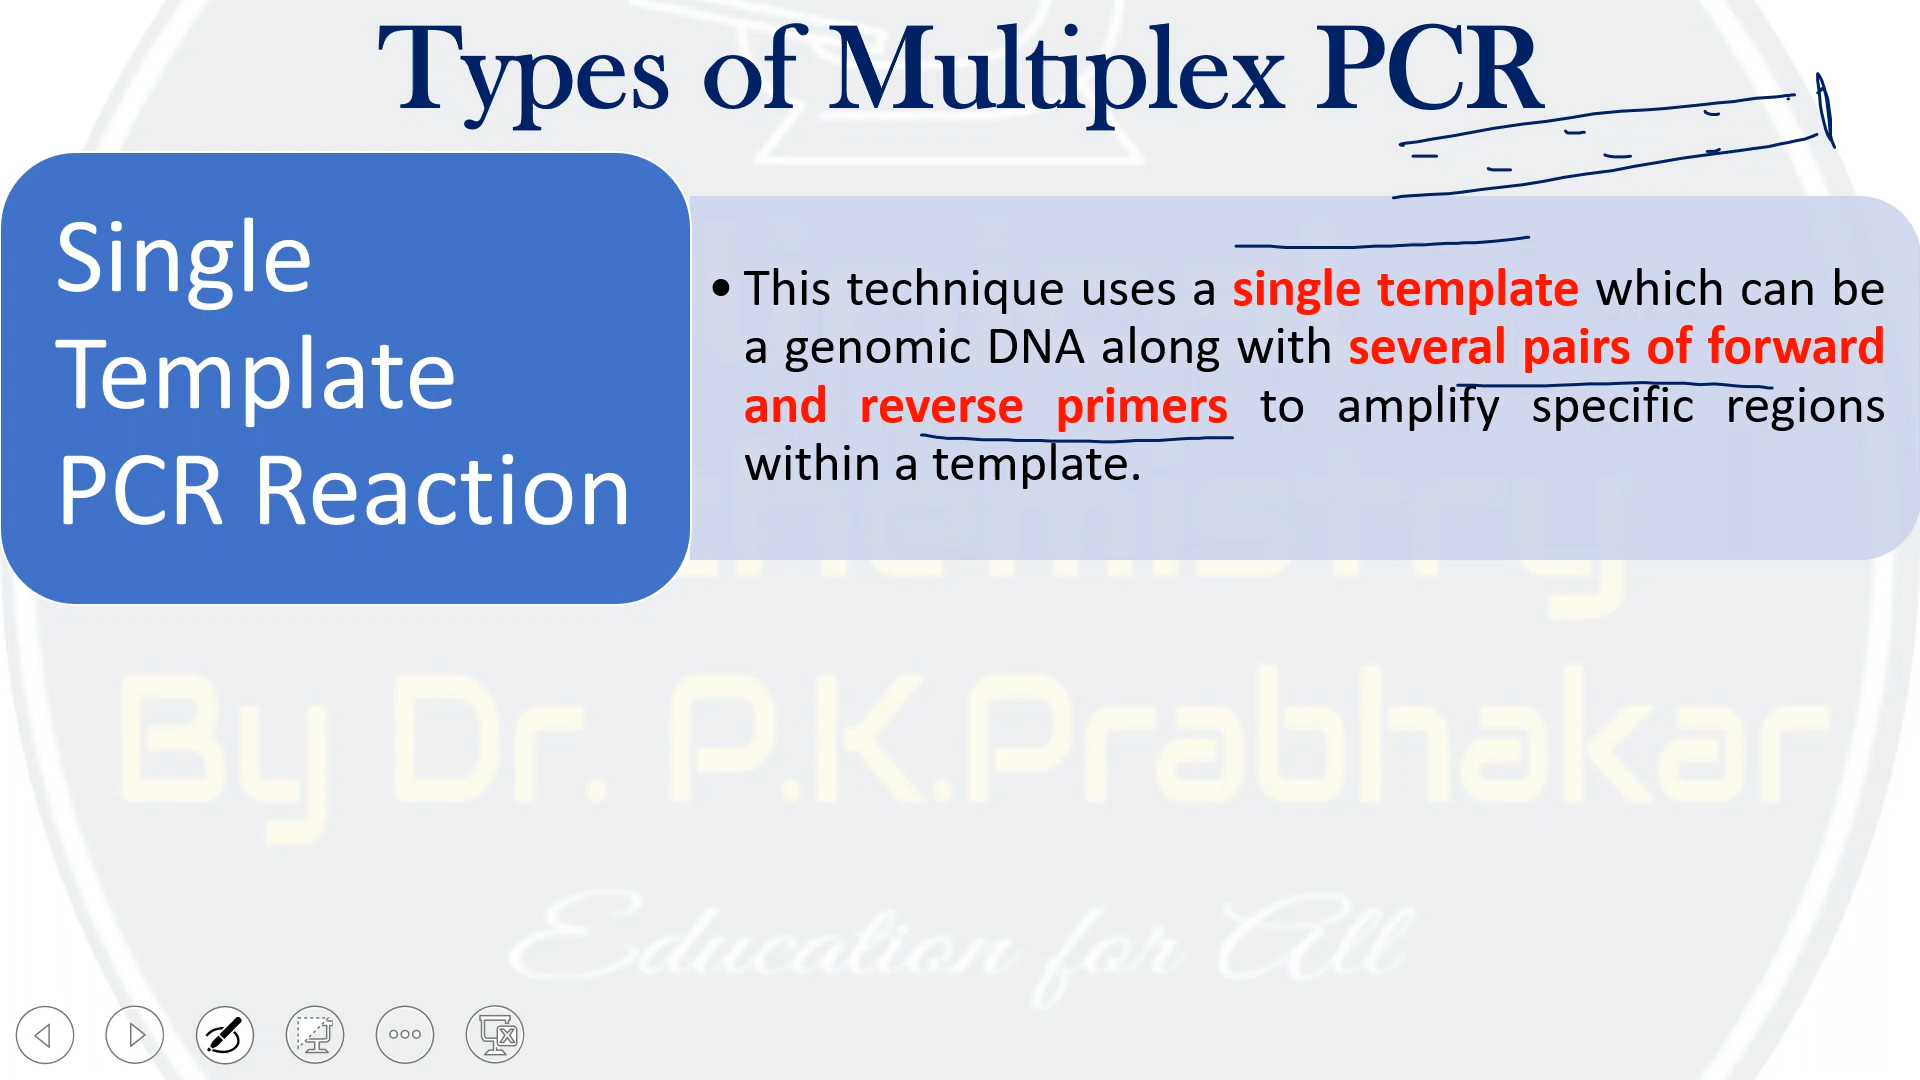 Types of Multiplex PCR
Single
Template
PCR Reaction
• This technique uses a single template which can be
a genomic DNA along with several pairs of forward
and reverse primers to amplify specific regions
within a template.
By Dr. P.K.Prabhakar
Education for All